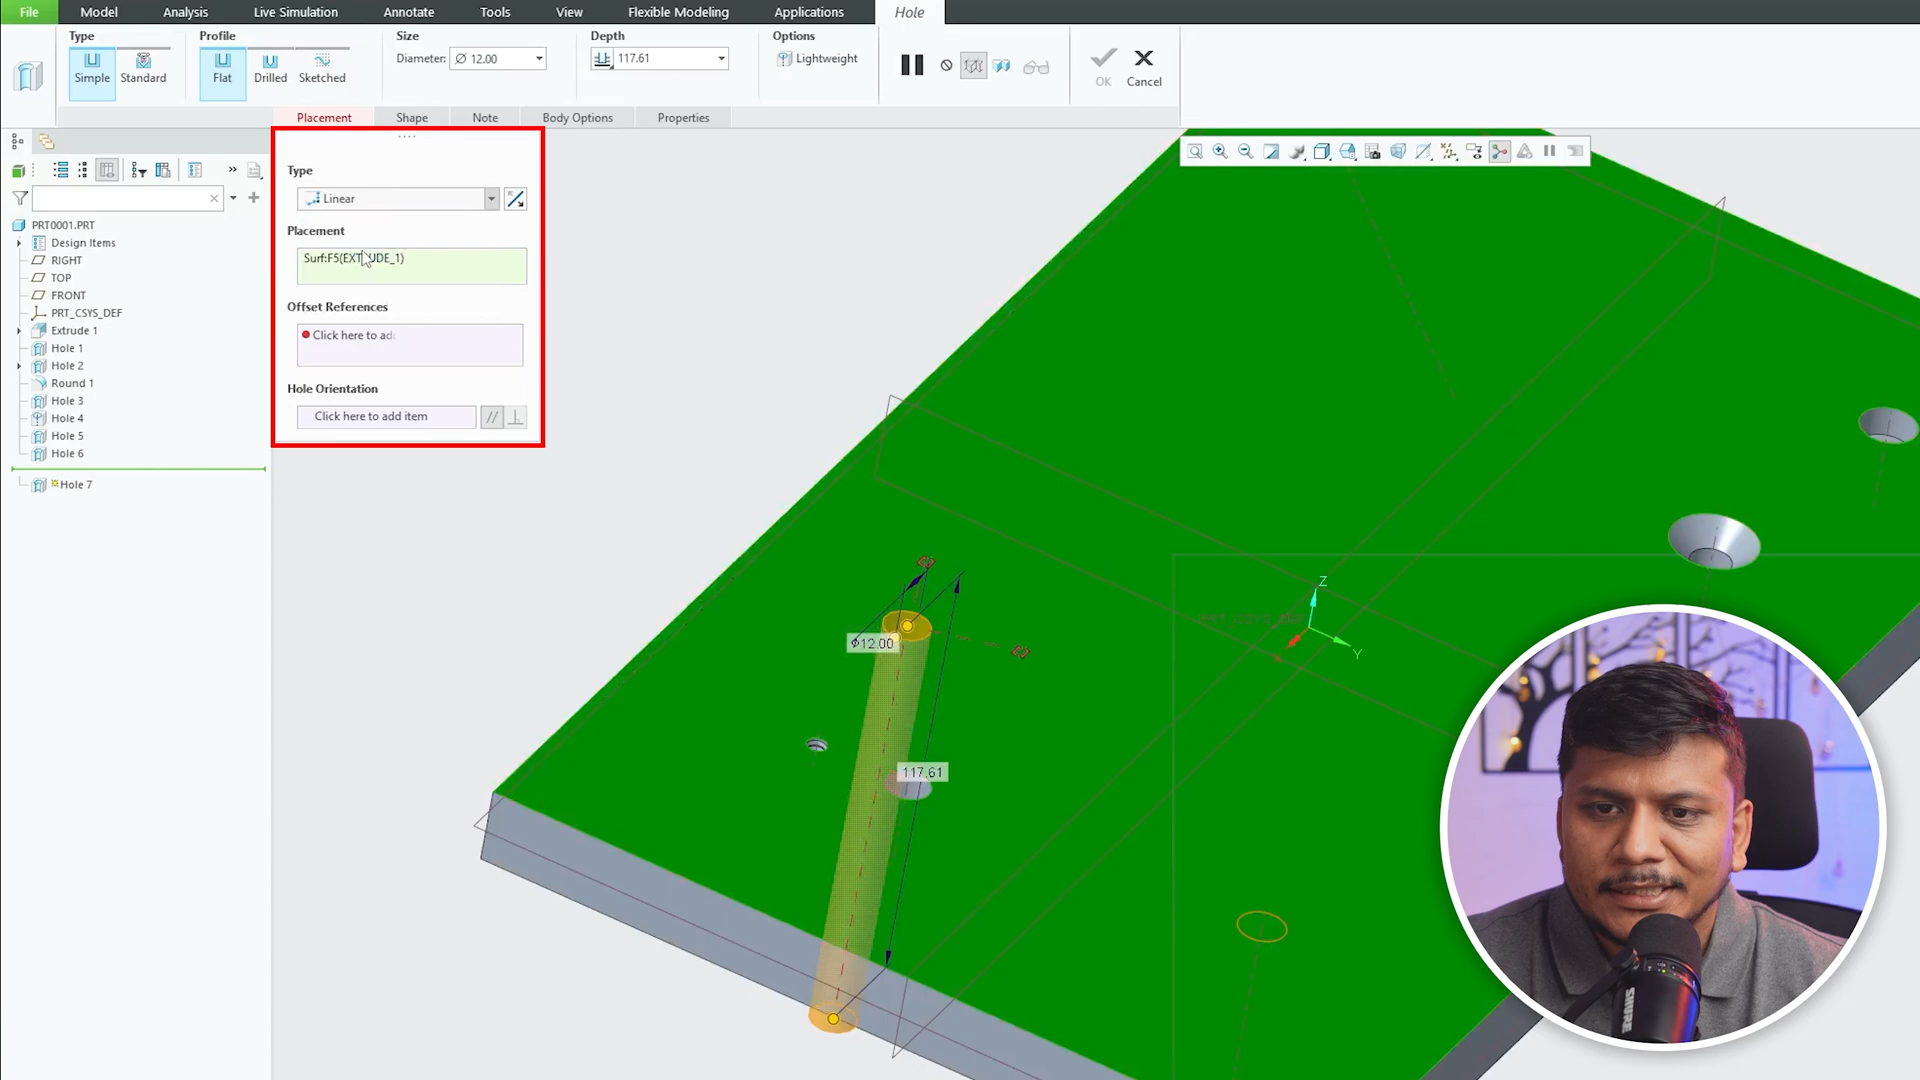 File Model Analysis Live Simulation Annotate Tools View Flexible Modeling Applications Hole
Type Profile Size Depth Options
Diameter: Ø 12.00 117.61 Lightweight
Simple Standard Flat Drilled Sketched OK Cancel
Placement Shape Note Body Options Properties
Type
Linear
Placement
Surf:F5(EXTRUDE_1)
Offset References
Click here to ad
Hole Orientation
Click here to add item
PRT0001.PRT
Design Items
RIGHT
TOP
FRONT
PRT_CSYS_DEF
Extrude 1
Hole 1
Hole 2
Round 1
Hole 3
Hole 4
Hole 5
Hole 6
Hole 7
Z
PRT_CSYS_DEF
Y
Ø12.00
117.61
SHURE